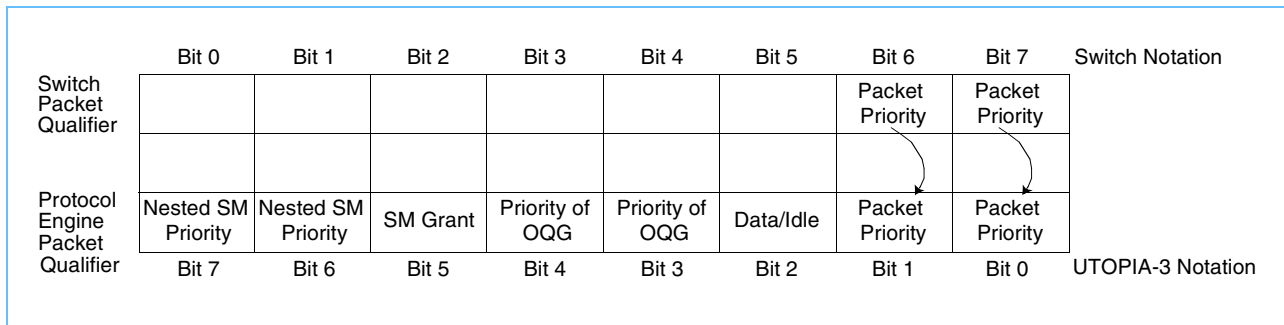 Bit 0 Bit 1 Bit 2 Bit 3 Bit 4 Bit 5 Bit 6 Bit 7 Switch Notation
Switch
Packet
Qualifier
Packet
Priority
Packet
Priority
Protocol
Engine
Packet
Qualifier
Nested SM
Priority
Nested SM
Priority
SM Grant
Priority of
OQG
Priority of
OQG
Data/Idle
Packet
Priority
Packet
Priority
Bit 7 Bit 6 Bit 5 Bit 4 Bit 3 Bit 2 Bit 1 Bit 0 UTOPIA-3 Notation